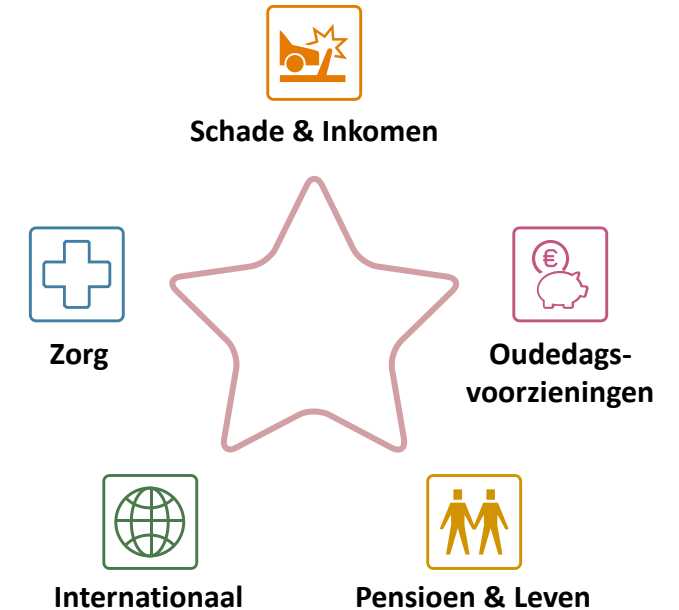 Schade & Inkomen
Zorg
€
Oudedags-
voorzieningen
Internationaal
Pensioen & Leven